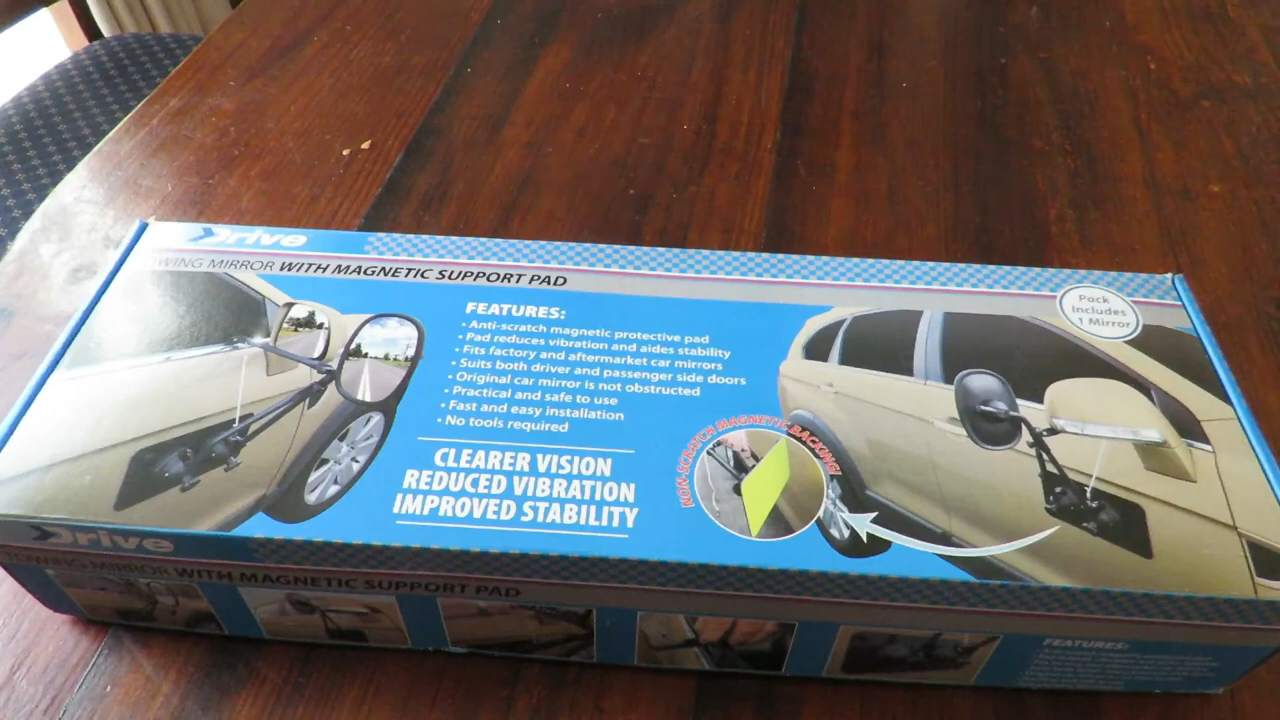 Drive
TOWING MIRROR WITH MAGNETIC SUPPORT PAD
Pack
Includes
1 Mirror
FEATURES:
• Anti-scratch magnetic protective pad
• Pad reduces vibration and aides stability
• Fits factory and aftermarket car mirrors
• Suits both driver and passenger side doors
• Original car mirror is not obstructed
• Practical and safe to use
• Fast and easy installation
• No tools required
CLEARER VISION
REDUCED VIBRATION
IMPROVED STABILITY
NON-SCRATCH MAGNETIC BACKING!
Drive
TOWING MIRROR WITH MAGNETIC SUPPORT PAD
FEATURES: